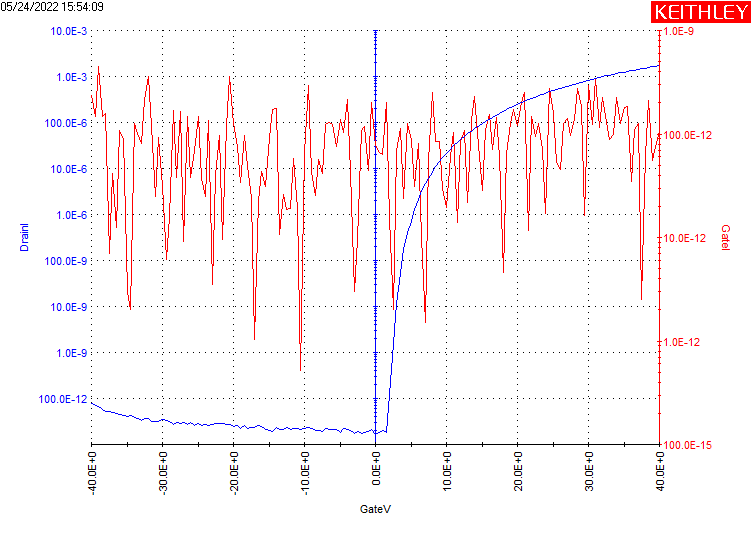 05/24/2022 15:54:09
KEITHLEY
10.0E-3
1.0E-3
100.0E-6
10.0E-6
1.0E-6
100.0E-9
10.0E-9
1.0E-9
100.0E-12
DrainI
1.0E-9
100.0E-12
10.0E-12
1.0E-12
100.0E-15
GateI
-40.0E+0
-30.0E+0
-20.0E+0
-10.0E+0
0.0E+0
10.0E+0
20.0E+0
30.0E+0
40.0E+0
GateV